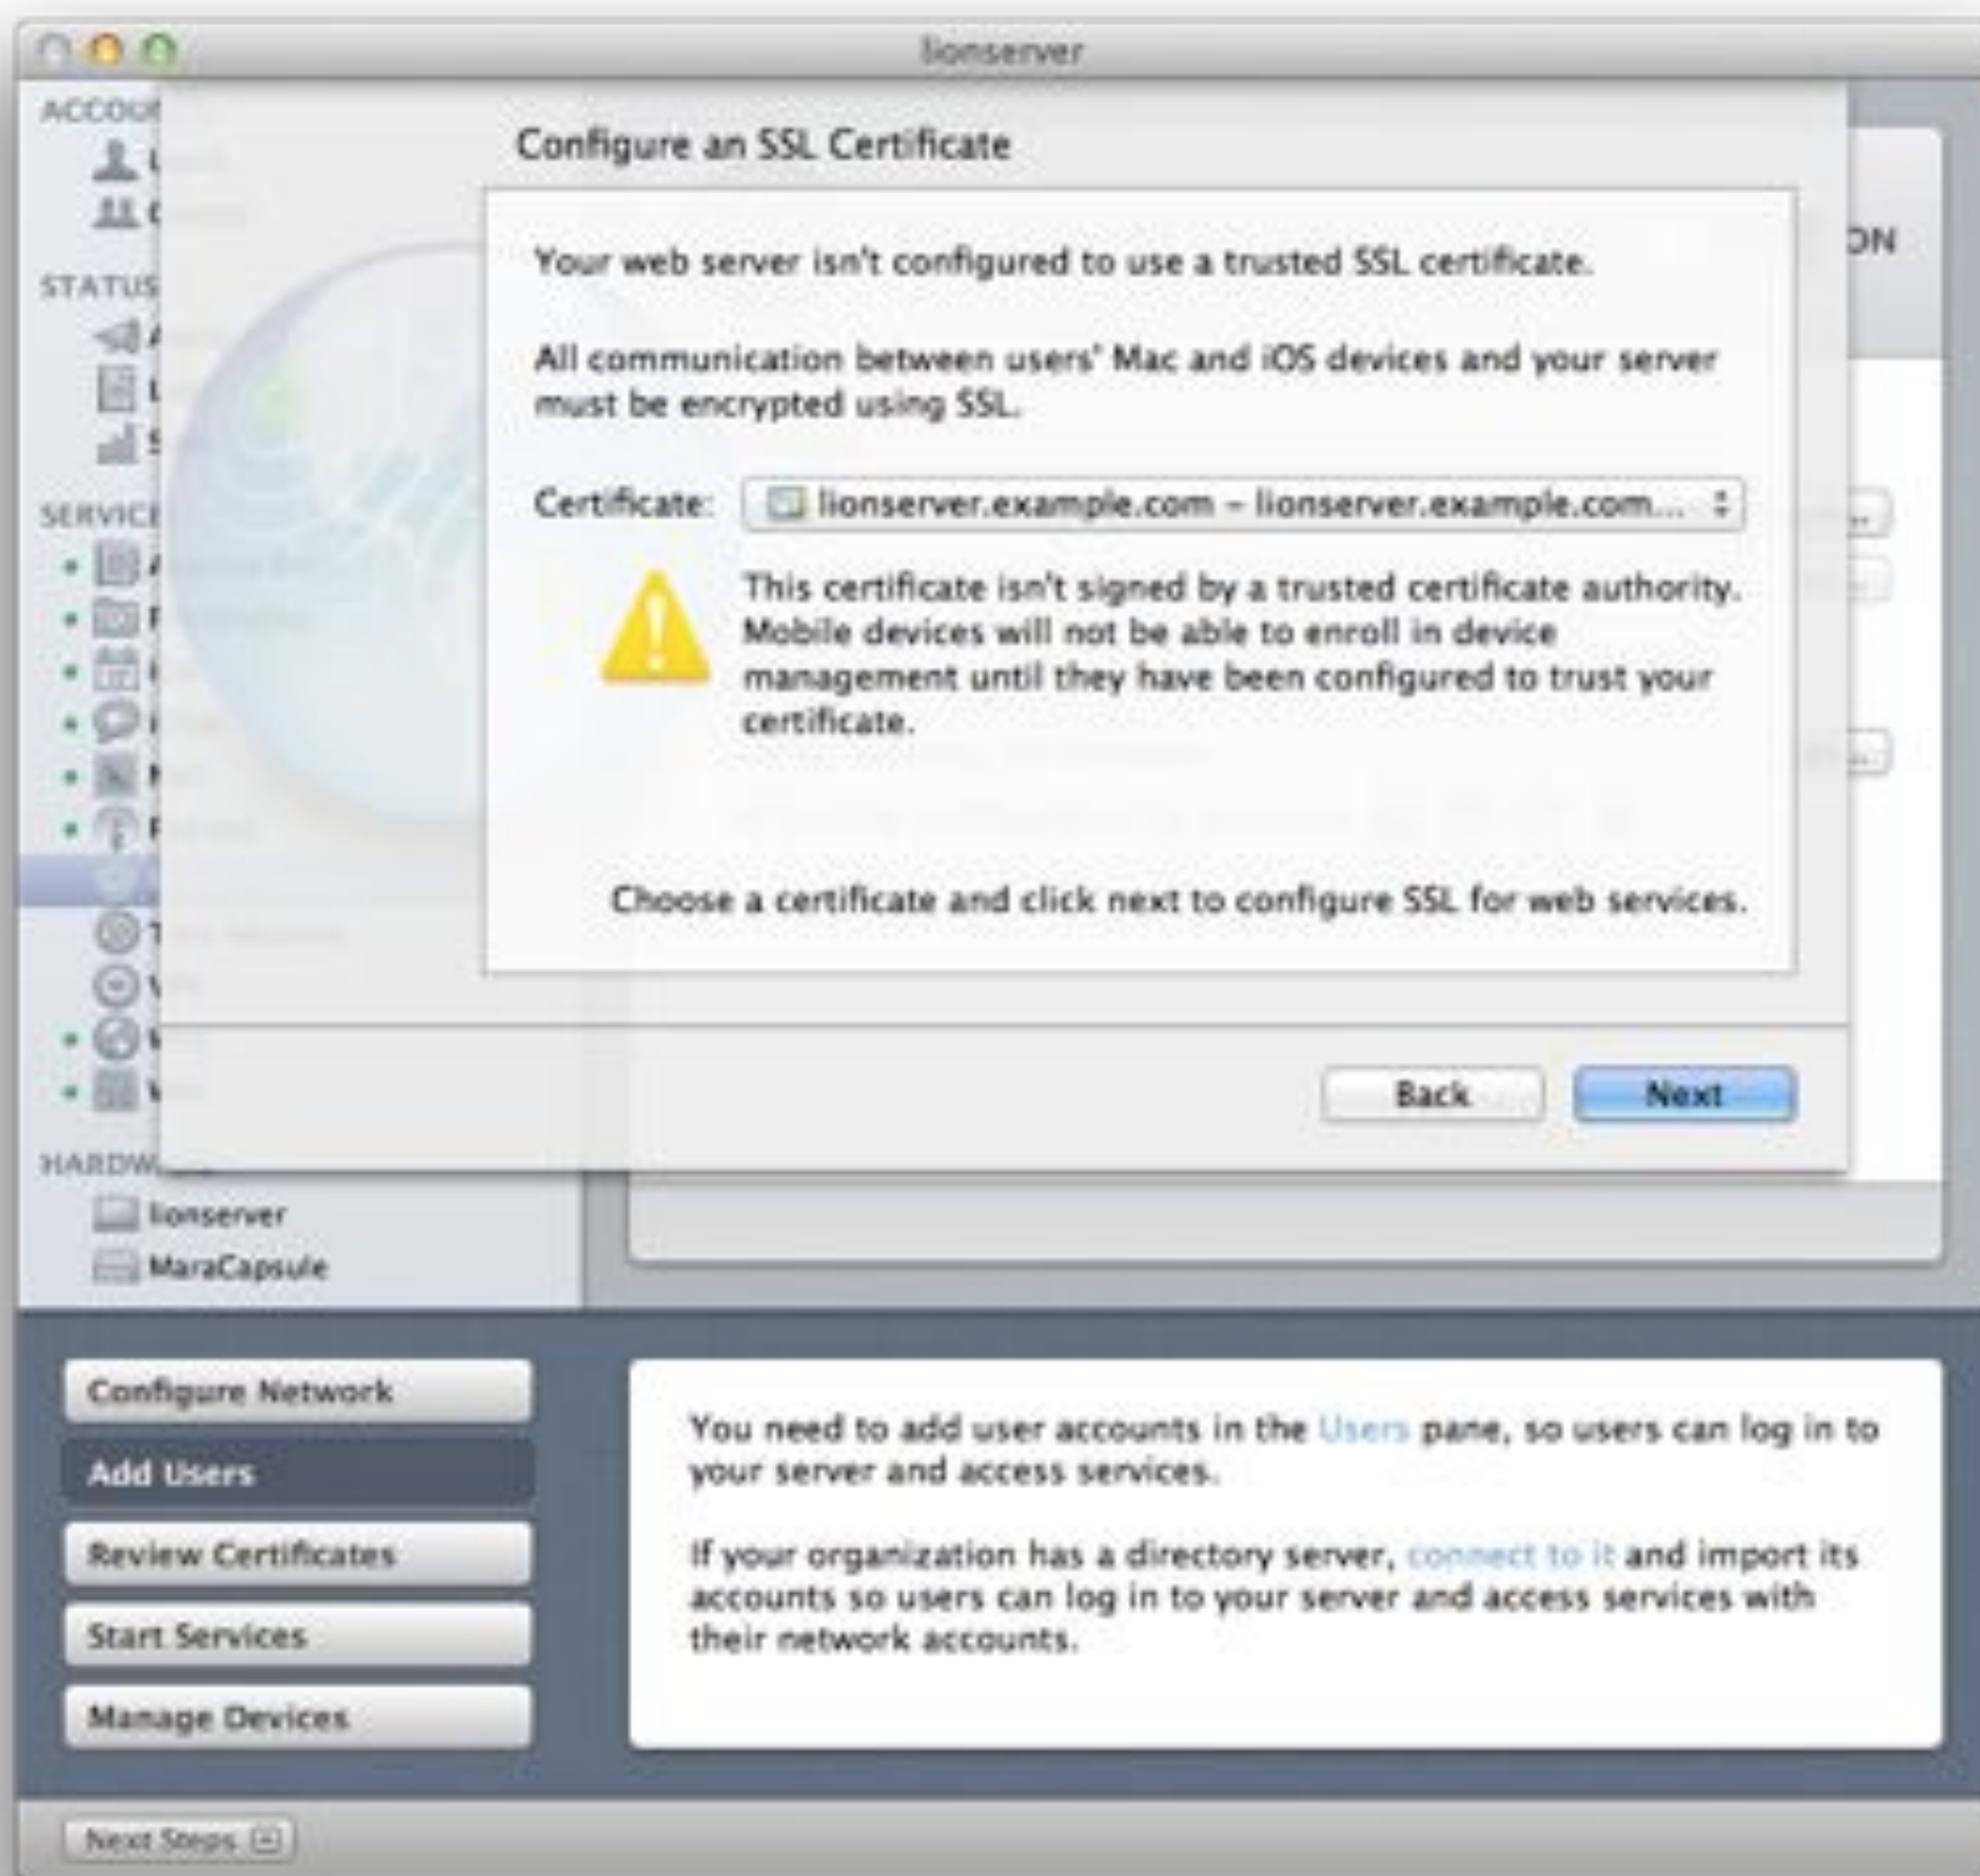 lionserver
Configure an SSL Certificate
Your web server isn't configured to use a trusted SSL certificate.
All communication between users' Mac and iOS devices and your server
must be encrypted using SSL.
Certificate: lionserver.example.com – lionserver.example.com...
This certificate isn't signed by a trusted certificate authority.
Mobile devices will not be able to enroll in device
management until they have been configured to trust your
certificate.
Choose a certificate and click next to configure SSL for web services.
Back Next
STATUS
lionserver
MaraCapsule
Configure Network
Add Users
Review Certificates
Start Services
Manage Devices
You need to add user accounts in the Users pane, so users can log in to
your server and access services.
If your organization has a directory server, connect to it and import its
accounts so users can log in to your server and access services with
their network accounts.
Next Steps